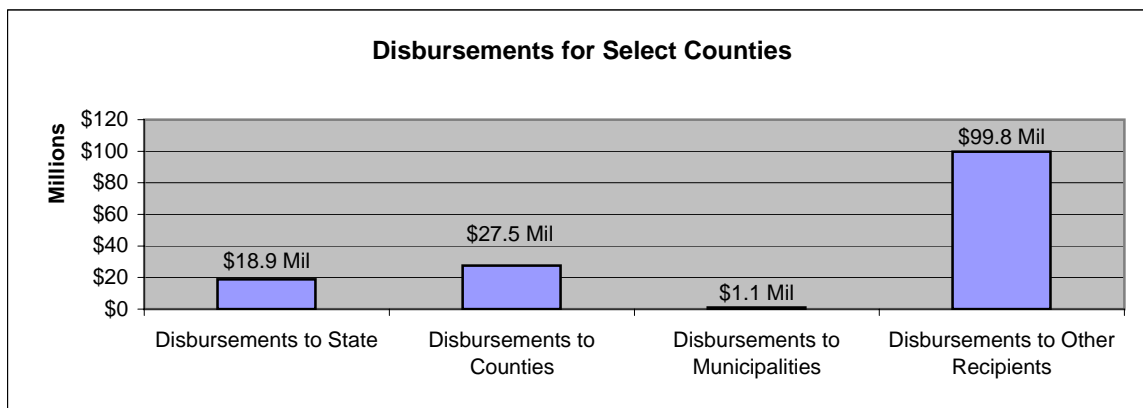 Disbursements for Select Counties
Millions
$120
$100
$80
$60
$40
$20
$0
$18.9 Mil
$27.5 Mil
$1.1 Mil
$99.8 Mil
Disbursements to State
Disbursements to
Counties
Disbursements to
Municipalities
Disbursements to Other
Recipients